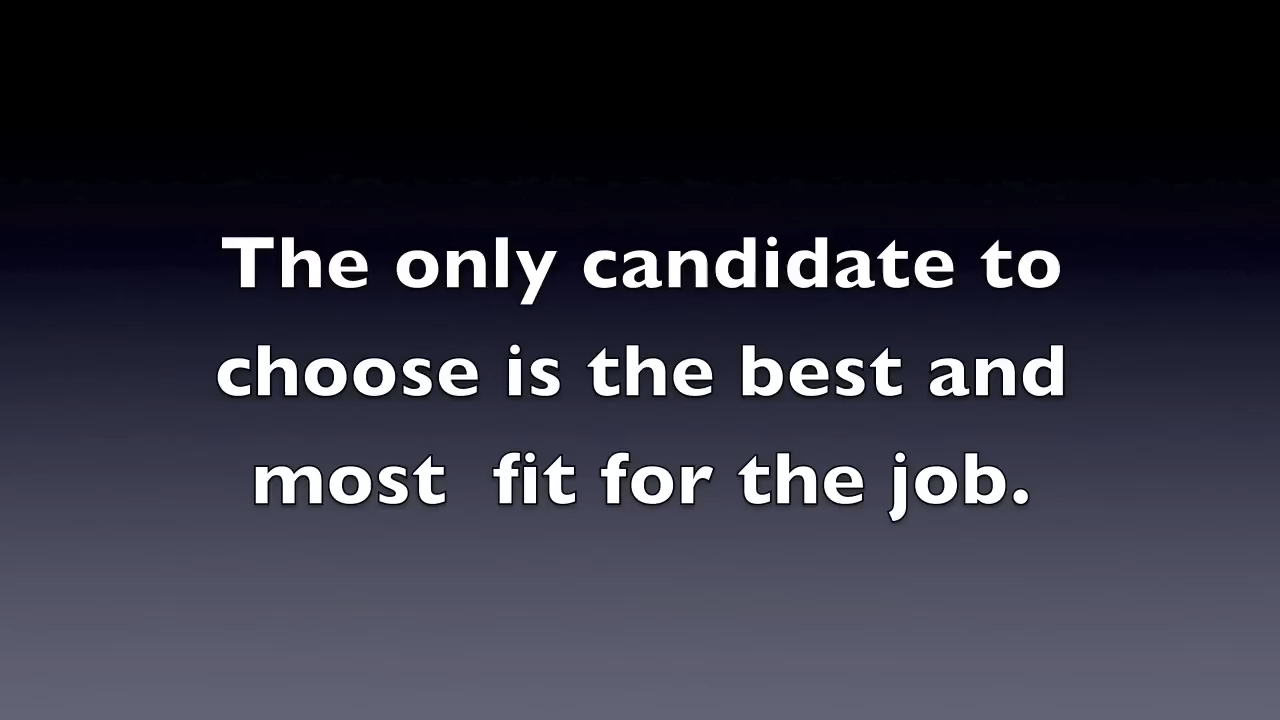 The only candidate to
choose is the best and
most  fit for the job.